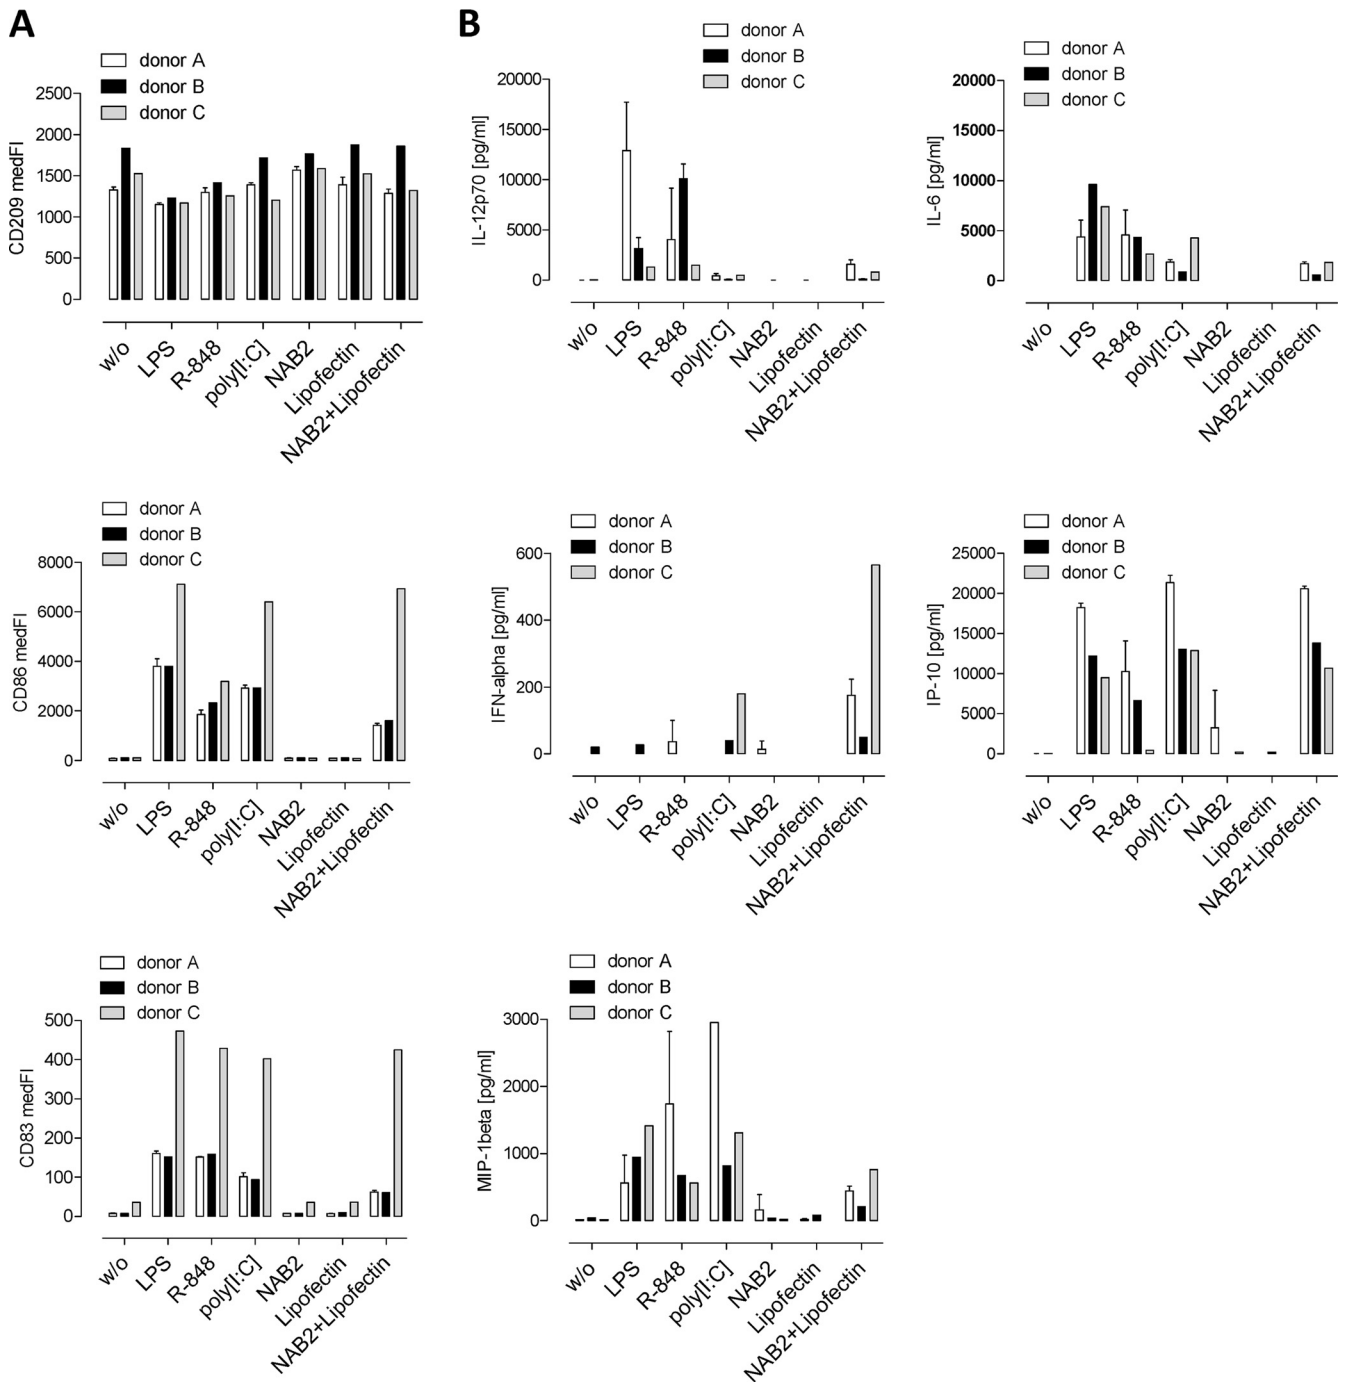 A
donor A
donor B
donor C
CD209 medFI
2500
2000
1500
1000
500
0
w/o
LPS
R-848
poly[I:C]
NAB2
Lipofectin
NAB2+Lipofectin
donor A
donor B
donor C
CD86 medFI
8000
6000
4000
2000
0
w/o
LPS
R-848
poly[I:C]
NAB2
Lipofectin
NAB2+Lipofectin
donor A
donor B
donor C
CD83 medFI
500
400
300
200
100
0
w/o
LPS
R-848
poly[I:C]
NAB2
Lipofectin
NAB2+Lipofectin
B
donor A
donor B
donor C
IL-12p70 [pg/ml]
20000
15000
10000
5000
0
w/o
LPS
R-848
poly[I:C]
NAB2
Lipofectin
NAB2+Lipofectin
donor A
donor B
donor C
IL-6 [pg/ml]
20000
15000
10000
5000
0
w/o
LPS
R-848
poly[I:C]
NAB2
Lipofectin
NAB2+Lipofectin
donor A
donor B
donor C
IFN-alpha [pg/ml]
600
400
200
0
w/o
LPS
R-848
poly[I:C]
NAB2
Lipofectin
NAB2+Lipofectin
donor A
donor B
donor C
IP-10 [pg/ml]
25000
20000
15000
10000
5000
0
w/o
LPS
R-848
poly[I:C]
NAB2
Lipofectin
NAB2+Lipofectin
donor A
donor B
donor C
MIP-1beta [pg/ml]
3000
2000
1000
0
w/o
LPS
R-848
poly[I:C]
NAB2
Lipofectin
NAB2+Lipofectin